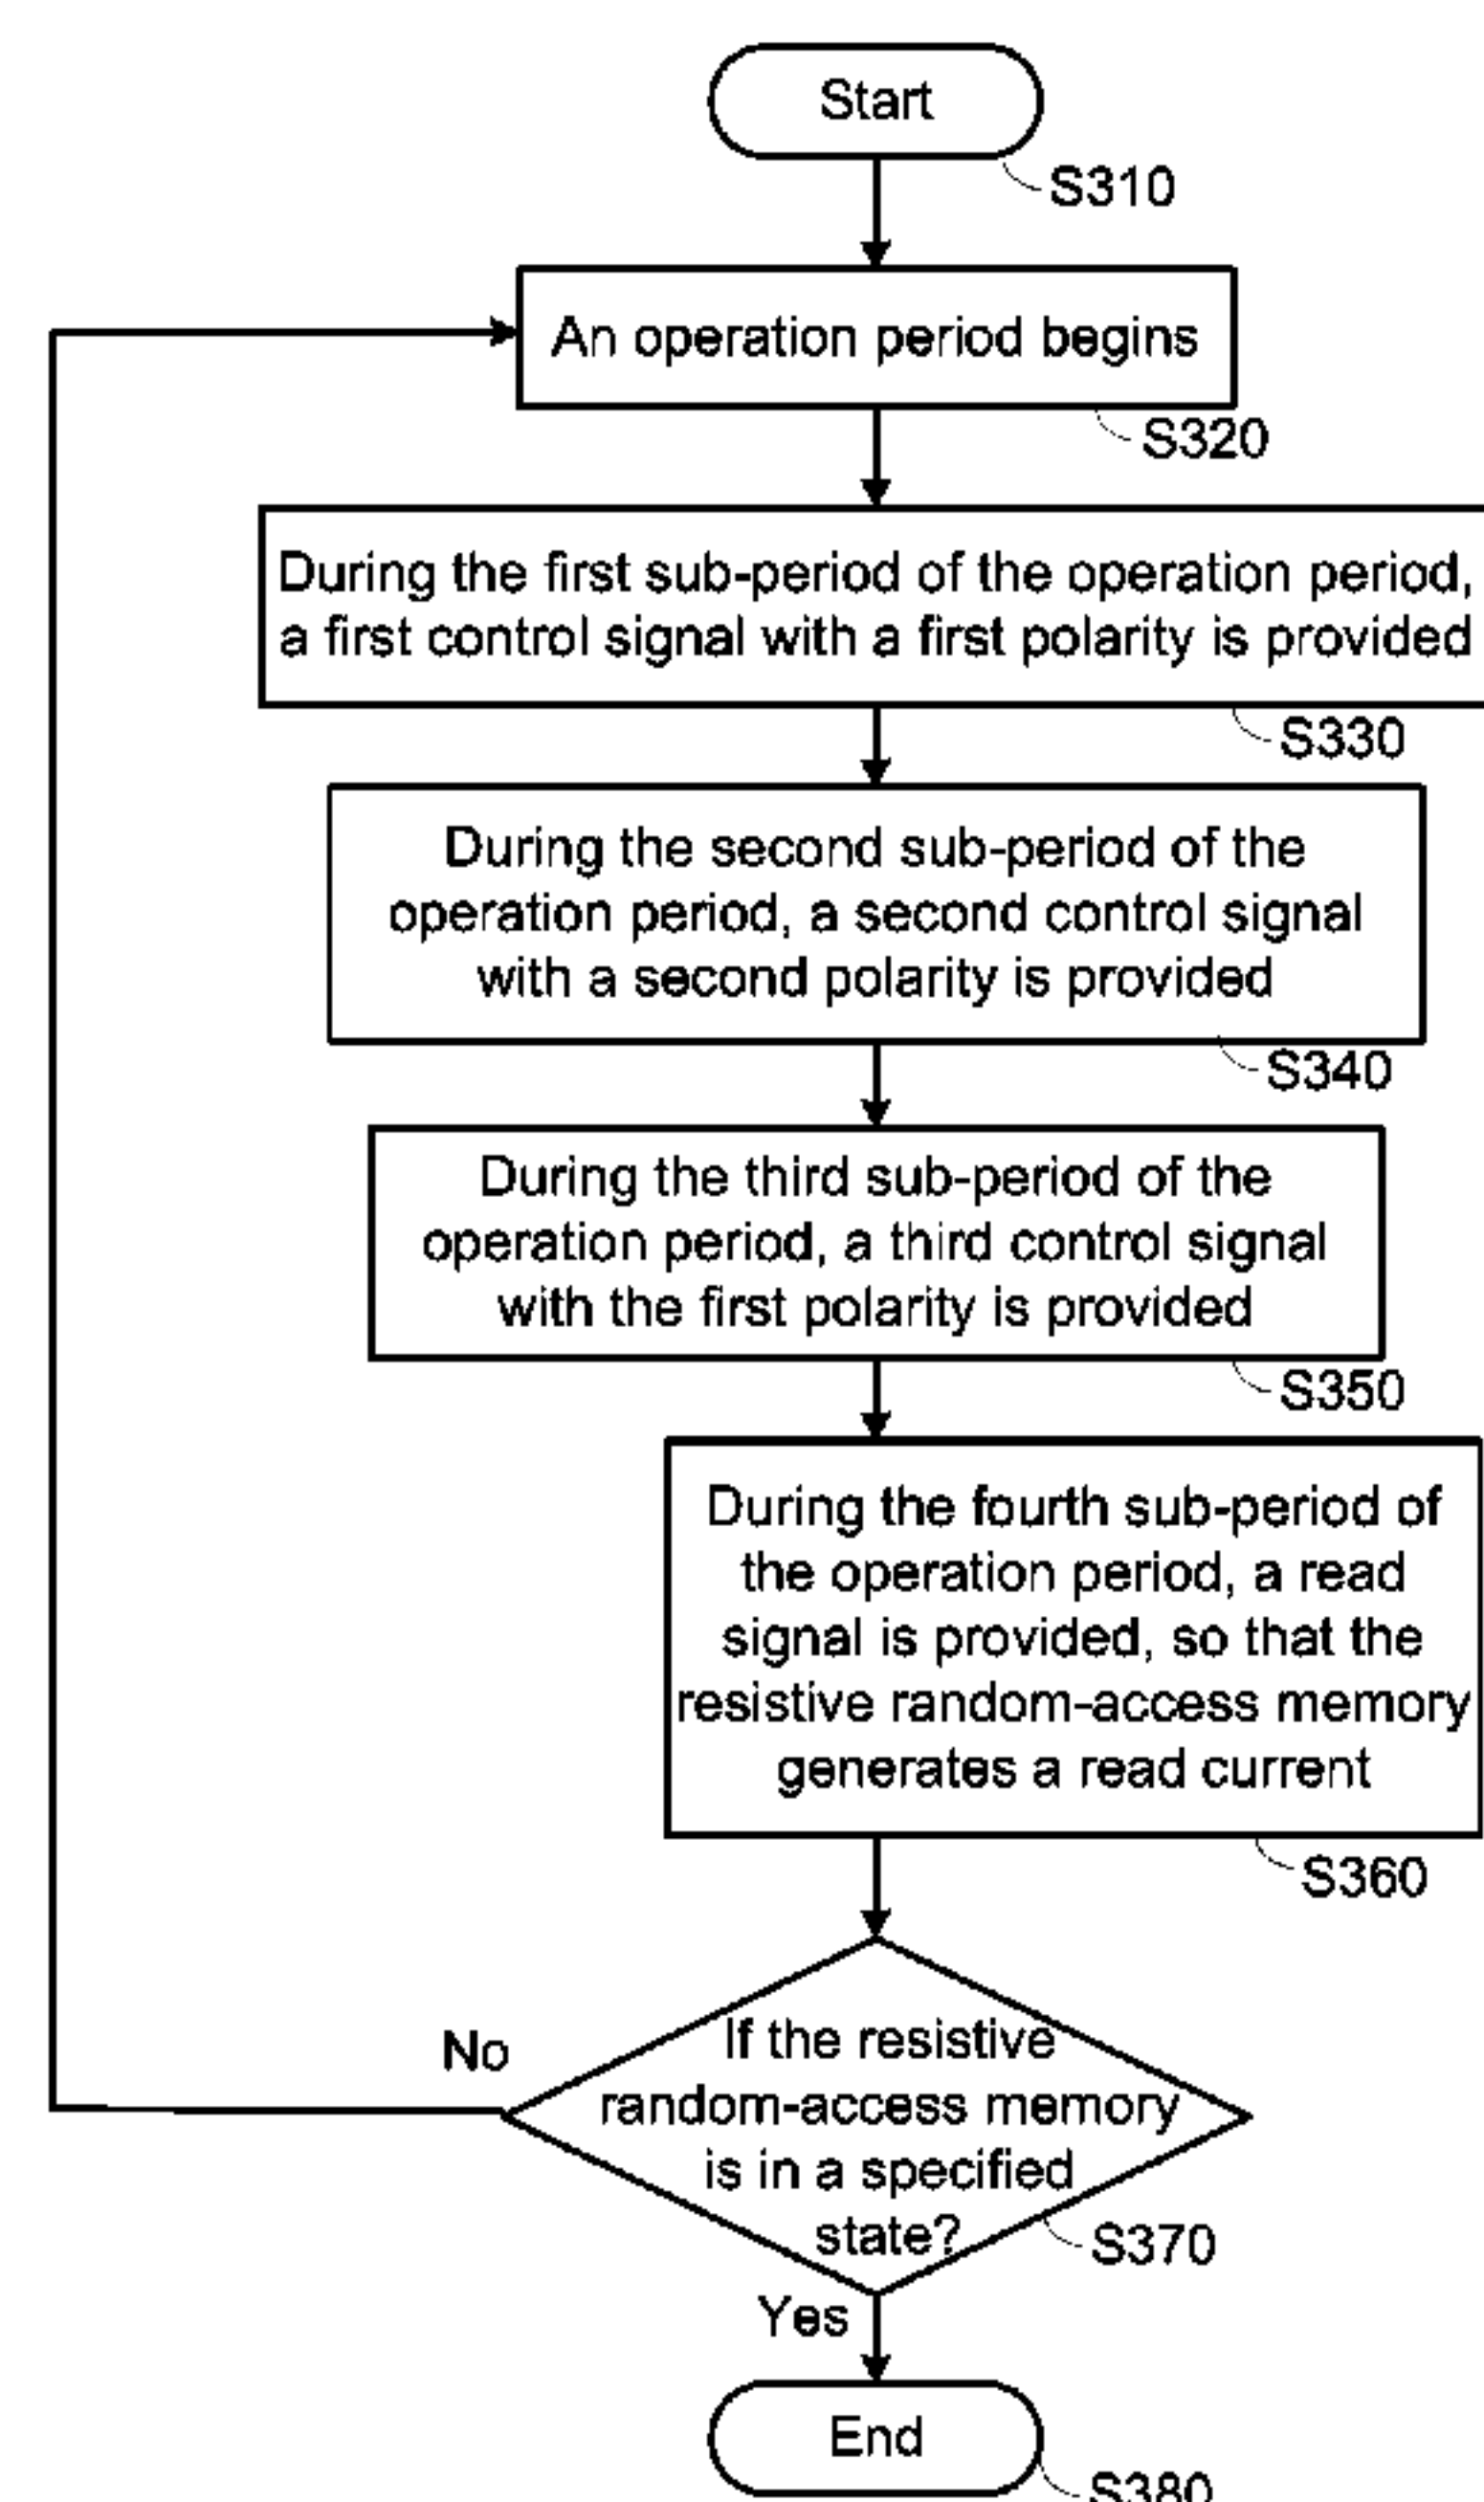 Start
S310
An operation period begins
S320
During the first sub-period of the operation period,
a first control signal with a first polarity is provided
S330
During the second sub-period of the
operation period, a second control signal
with a second polarity is provided
S340
During the third sub-period of the
operation period, a third control signal
with the first polarity is provided
S350
During the fourth sub-period of
the operation period, a read
signal is provided, so that the
resistive random-access memory
generates a read current
S360
No
If the resistive
random-access memory
is in a specified
state?
S370
Yes
End
S380